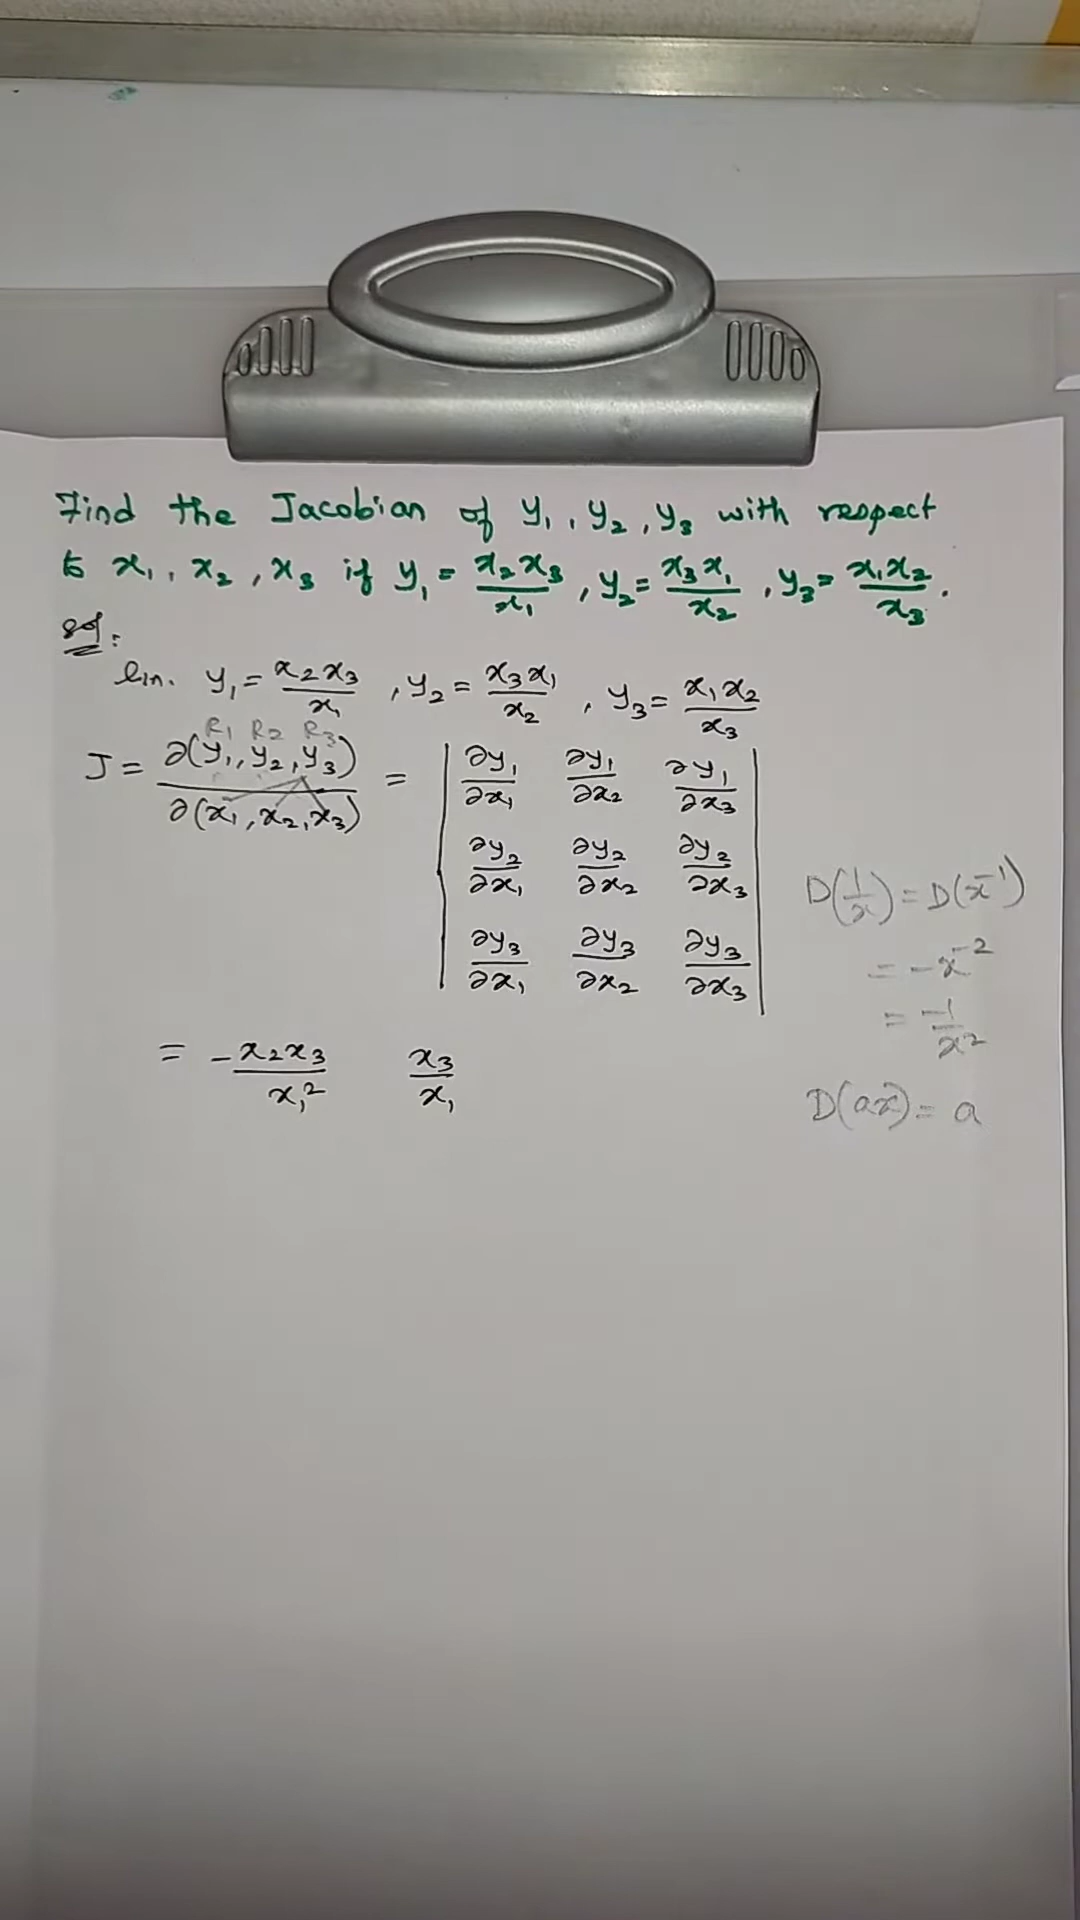 Find the Jacobian of y₁, y₂, y₃ with respect
to x₁, x₂, x₃ if y₁ = x₂x₃/x₁, y₂ = x₃x₁/x₂, y₃ = x₁x₂/x₃.
Sol:
Gn. y₁ = x₂x₃/x₁, y₂ = x₃x₁/x₂, y₃ = x₁x₂/x₃
R₁ R₂ R₃
J = ∂(y₁, y₂, y₃)/∂(x₁, x₂, x₃) = | ∂y₁/∂x₁ ∂y₁/∂x₂ ∂y₁/∂x₃ |
| ∂y₂/∂x₁ ∂y₂/∂x₂ ∂y₂/∂x₃ |
| ∂y₃/∂x₁ ∂y₃/∂x₂ ∂y₃/∂x₃ |
D(1/x) = D(x⁻¹)
= -x⁻²
= -1/x²
= -x₂x₃/x₁² x₃/x₁
D(ax) = a